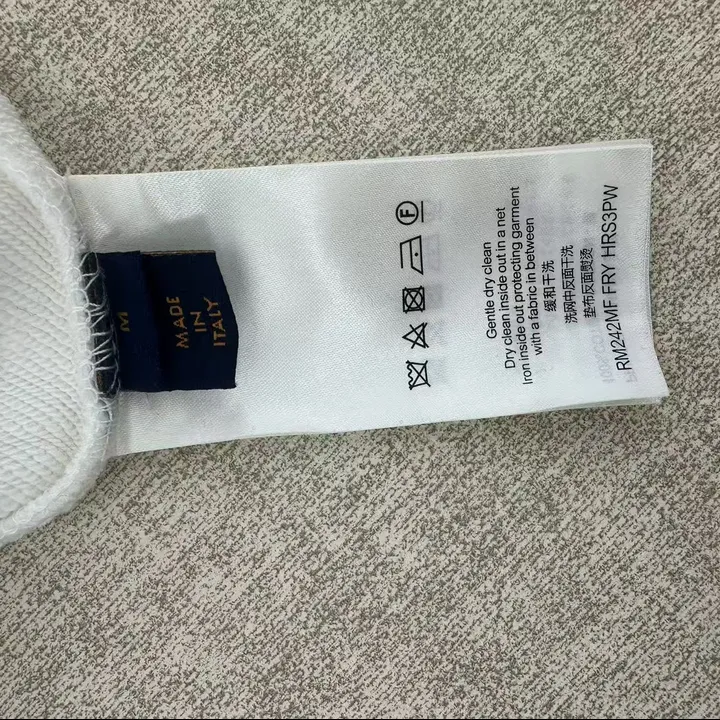 M
MADE
IN
ITALY
F
Gentle dry clean
Dry clean inside out in a net
Iron inside out protecting garment
with a fabric in between
缓和干洗
洗网中反面干洗
垫布反面熨烫
RM242MF FRY HRS3PW